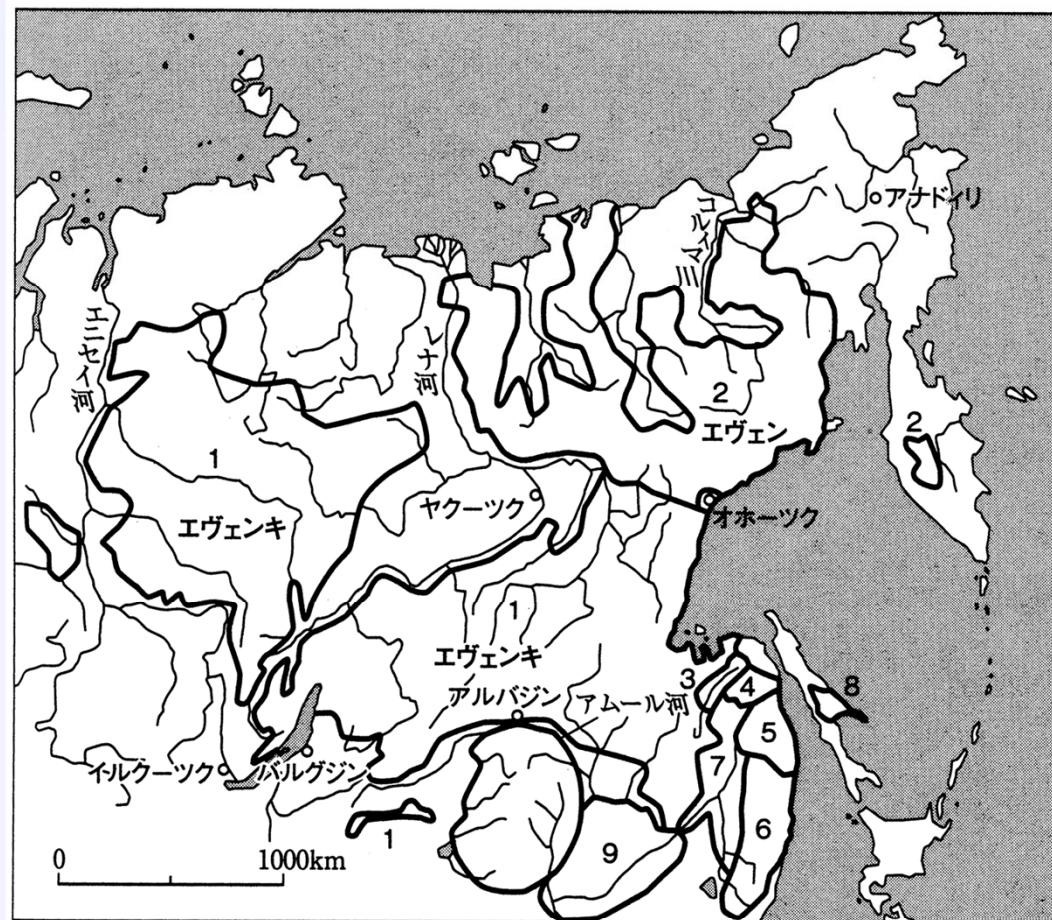 アナディリ
コルィマ川
エニセイ河
レナ河
2
エヴェン
2
1
エヴェンキ
ヤクーツク
オホーツク
1
エヴェンキ
3
4
8
アルバジン
アムール河
5
7
イルクーツク
バルグジン
6
1
9
0
1000km